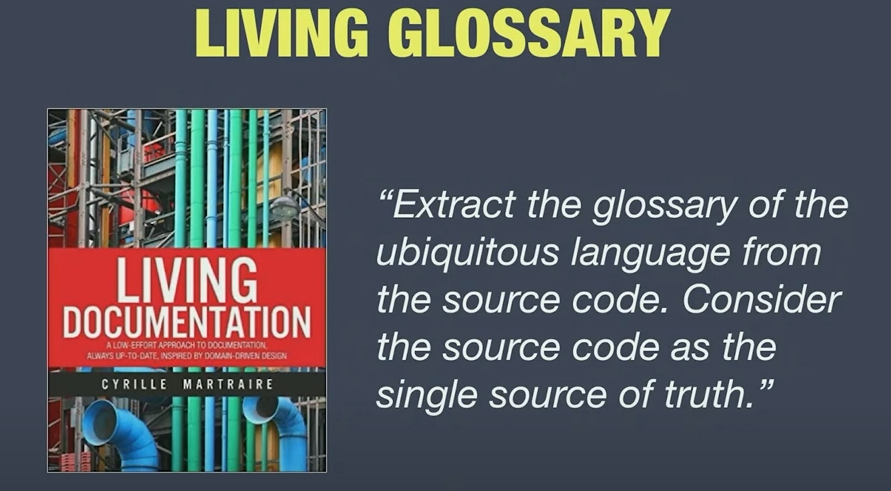 LIVING GLOSSARY
LIVING
DOCUMENTATION
A LOW-EFFORT APPROACH TO DOCUMENTATION,
ALWAYS UP-TO-DATE, INSPIRED BY DOMAIN-DRIVEN DESIGN
CYRILLE MARTRAIRE
“Extract the glossary of the
ubiquitous language from
the source code. Consider
the source code as the
single source of truth.”